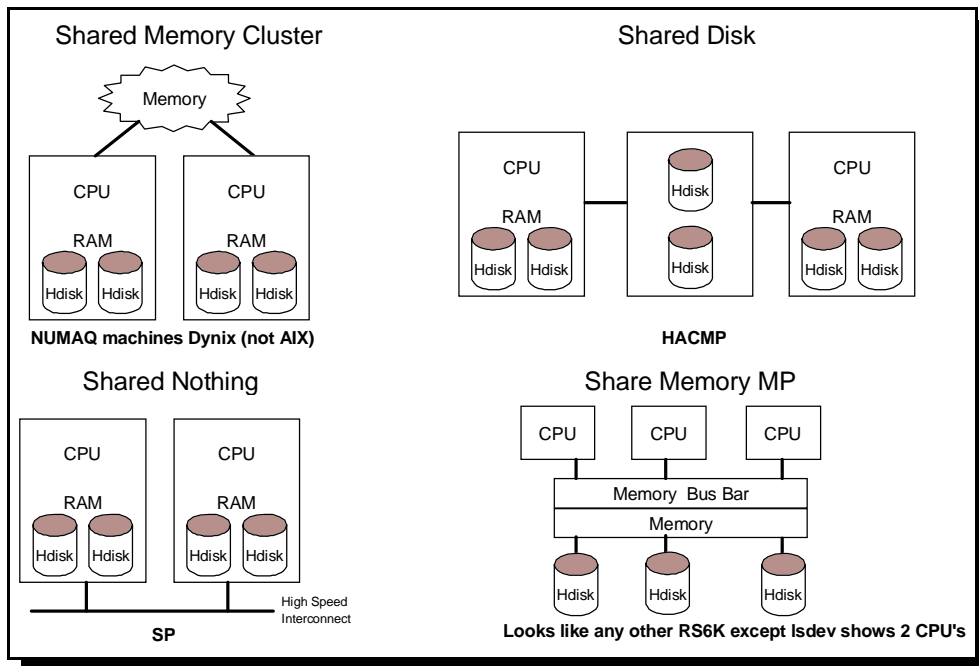 Shared Memory Cluster
Memory
CPU
CPU
RAM
RAM
Hdisk
Hdisk
Hdisk
Hdisk
NUMAQ machines Dynix (not AIX)
Shared Disk
CPU
RAM
Hdisk
Hdisk
Hdisk
Hdisk
CPU
RAM
Hdisk
Hdisk
HACMP
Shared Nothing
CPU
CPU
RAM
RAM
Hdisk
Hdisk
Hdisk
Hdisk
High Speed
Interconnect
SP
Share Memory MP
CPU
CPU
CPU
Memory Bus Bar
Memory
Hdisk
Hdisk
Hdisk
Looks like any other RS6K except lsdev shows 2 CPU's